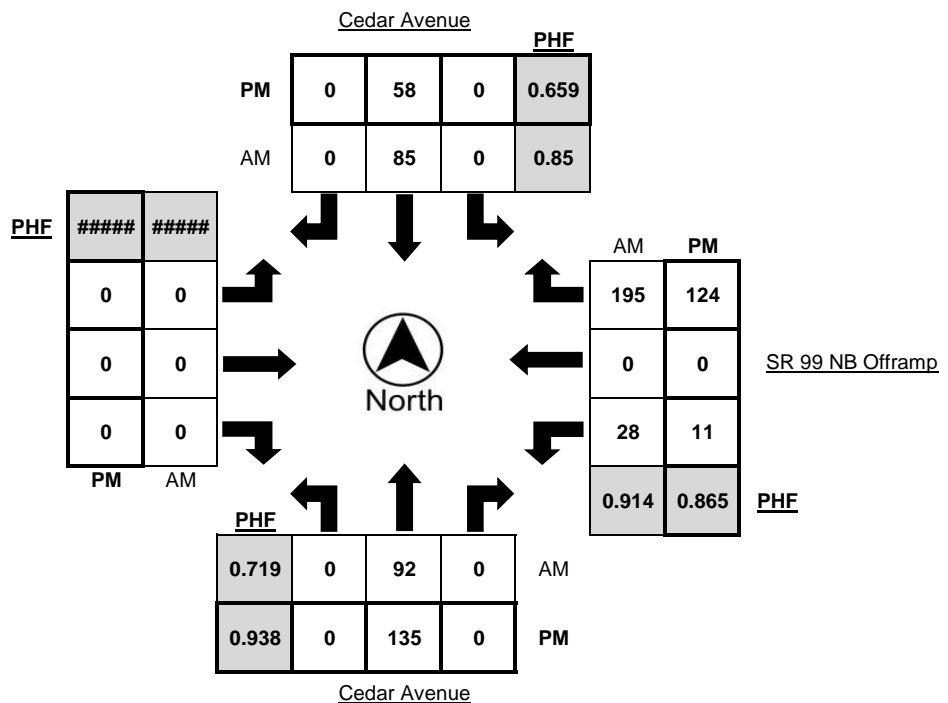 Cedar Avenue
PHF
PM 0 58 0 0.659
AM 0 85 0 0.85
PHF ##### #####
0 0
0 0
0 0
PM AM
AM PM
195 124
0 0 SR 99 NB Offramp
28 11
0.914 0.865 PHF
North
PHF
0.719 0 92 0 AM
0.938 0 135 0 PM
Cedar Avenue